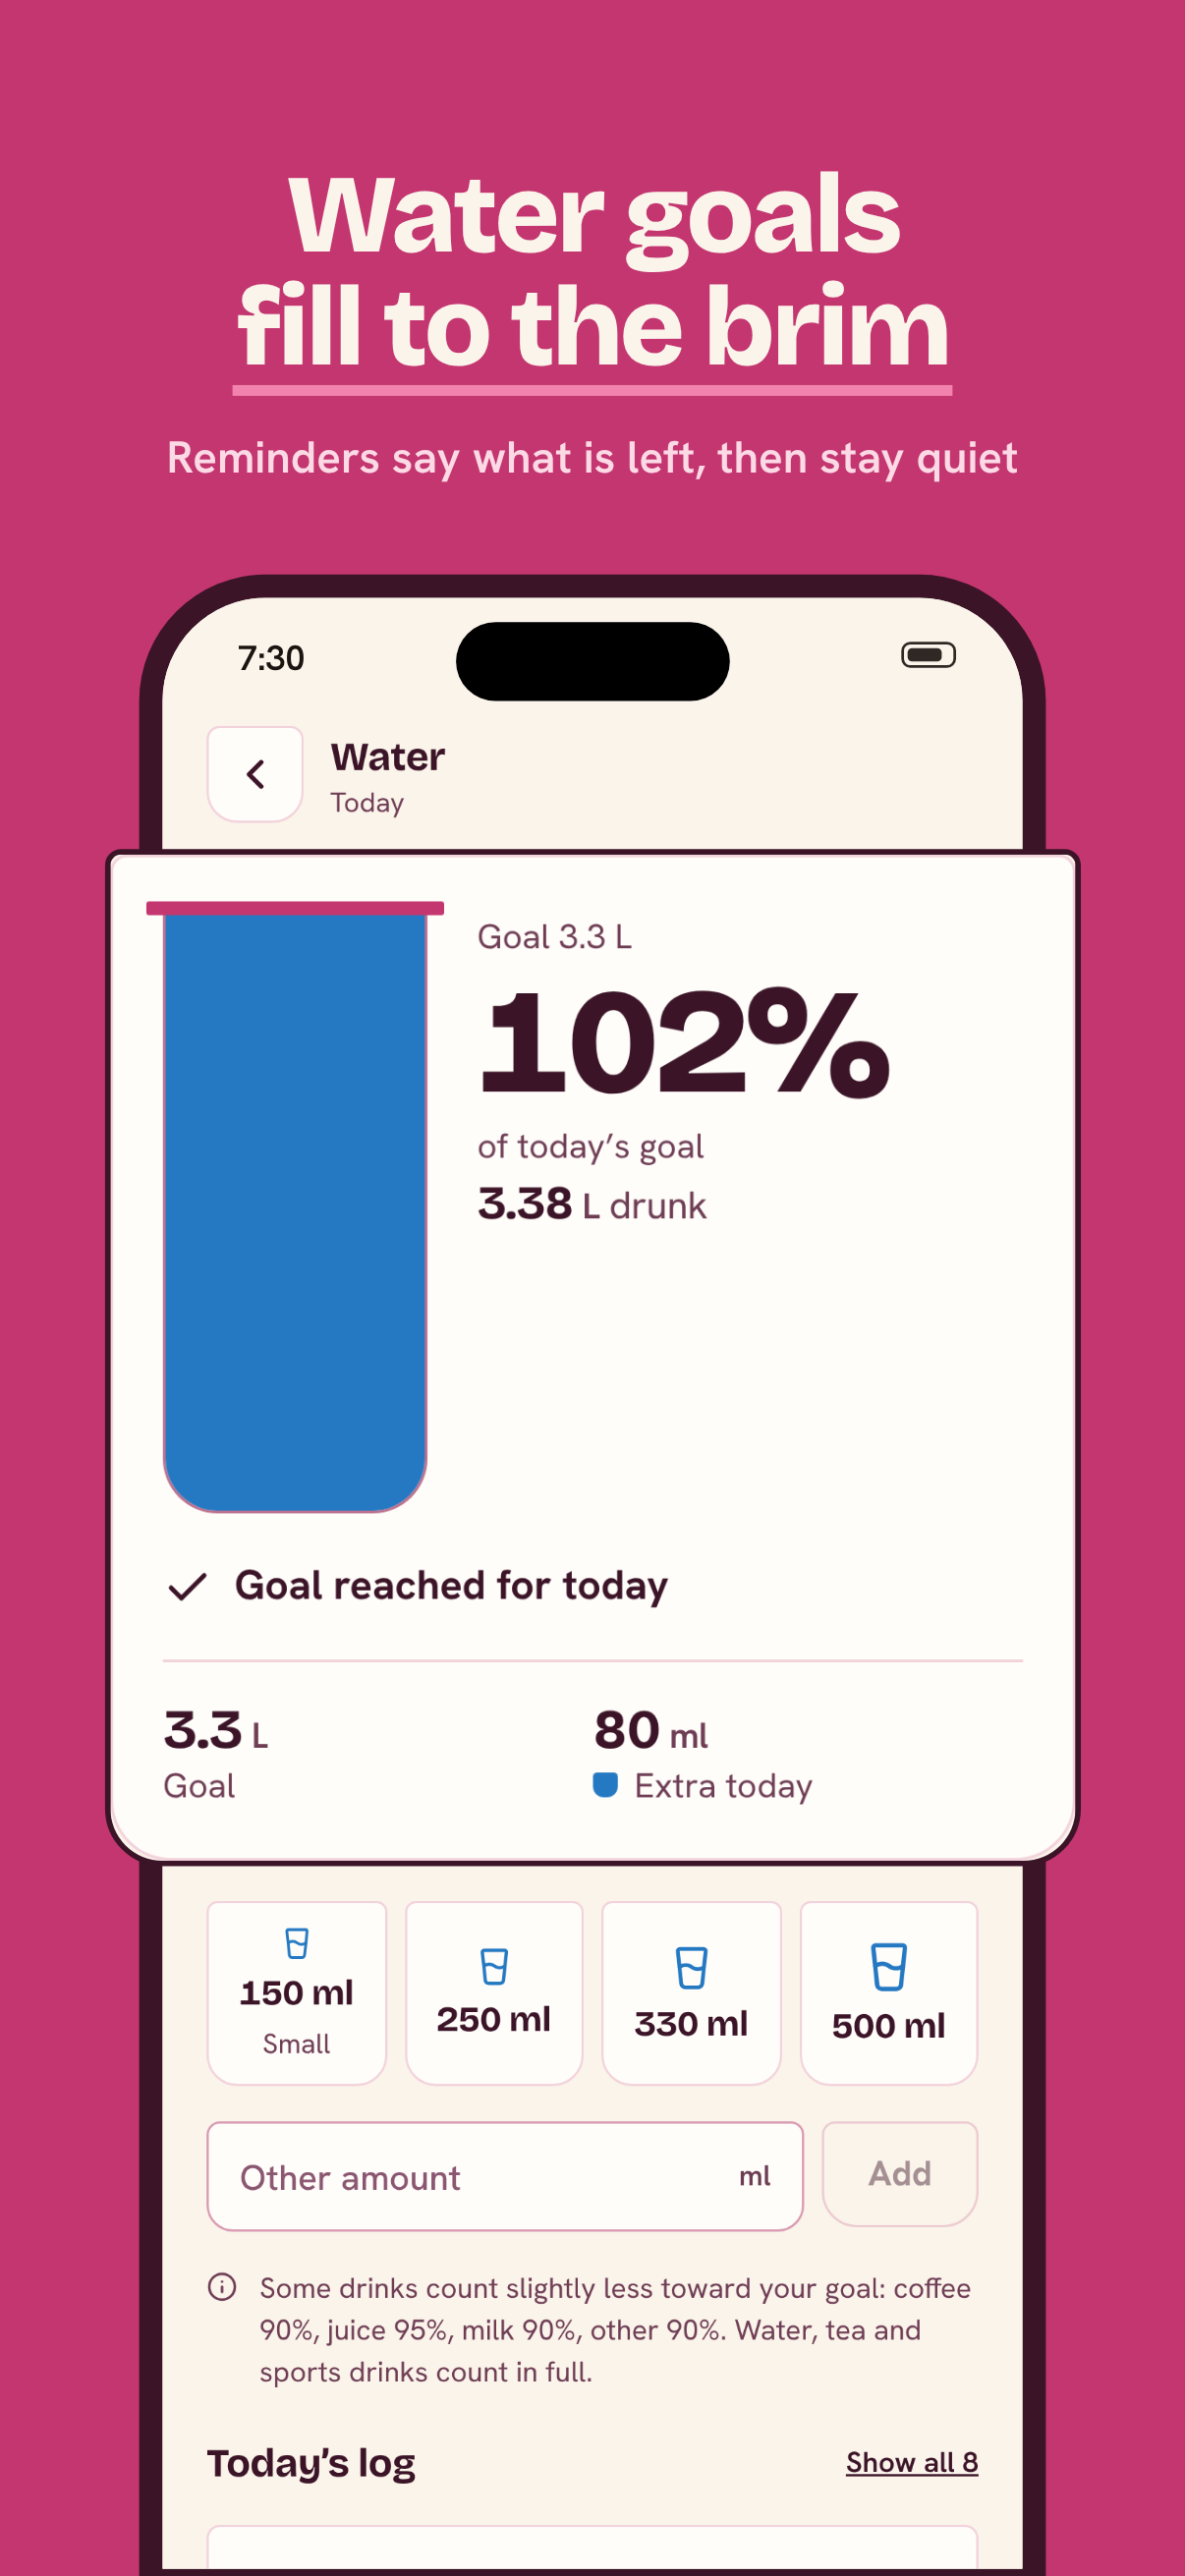 Water goals
fill to the brim
Reminders say what is left, then stay quiet
7:30
Water
Today
Goal 3.3 L
102%
of today’s goal
3.38 L drunk
Goal reached for today
3.3 L
Goal
80 ml
Extra today
150 ml
Small
250 ml
330 ml
500 ml
Other amount ml
Add
Some drinks count slightly less toward your goal: coffee
90%, juice 95%, milk 90%, other 90%. Water, tea and
sports drinks count in full.
Today’s log
Show all 8